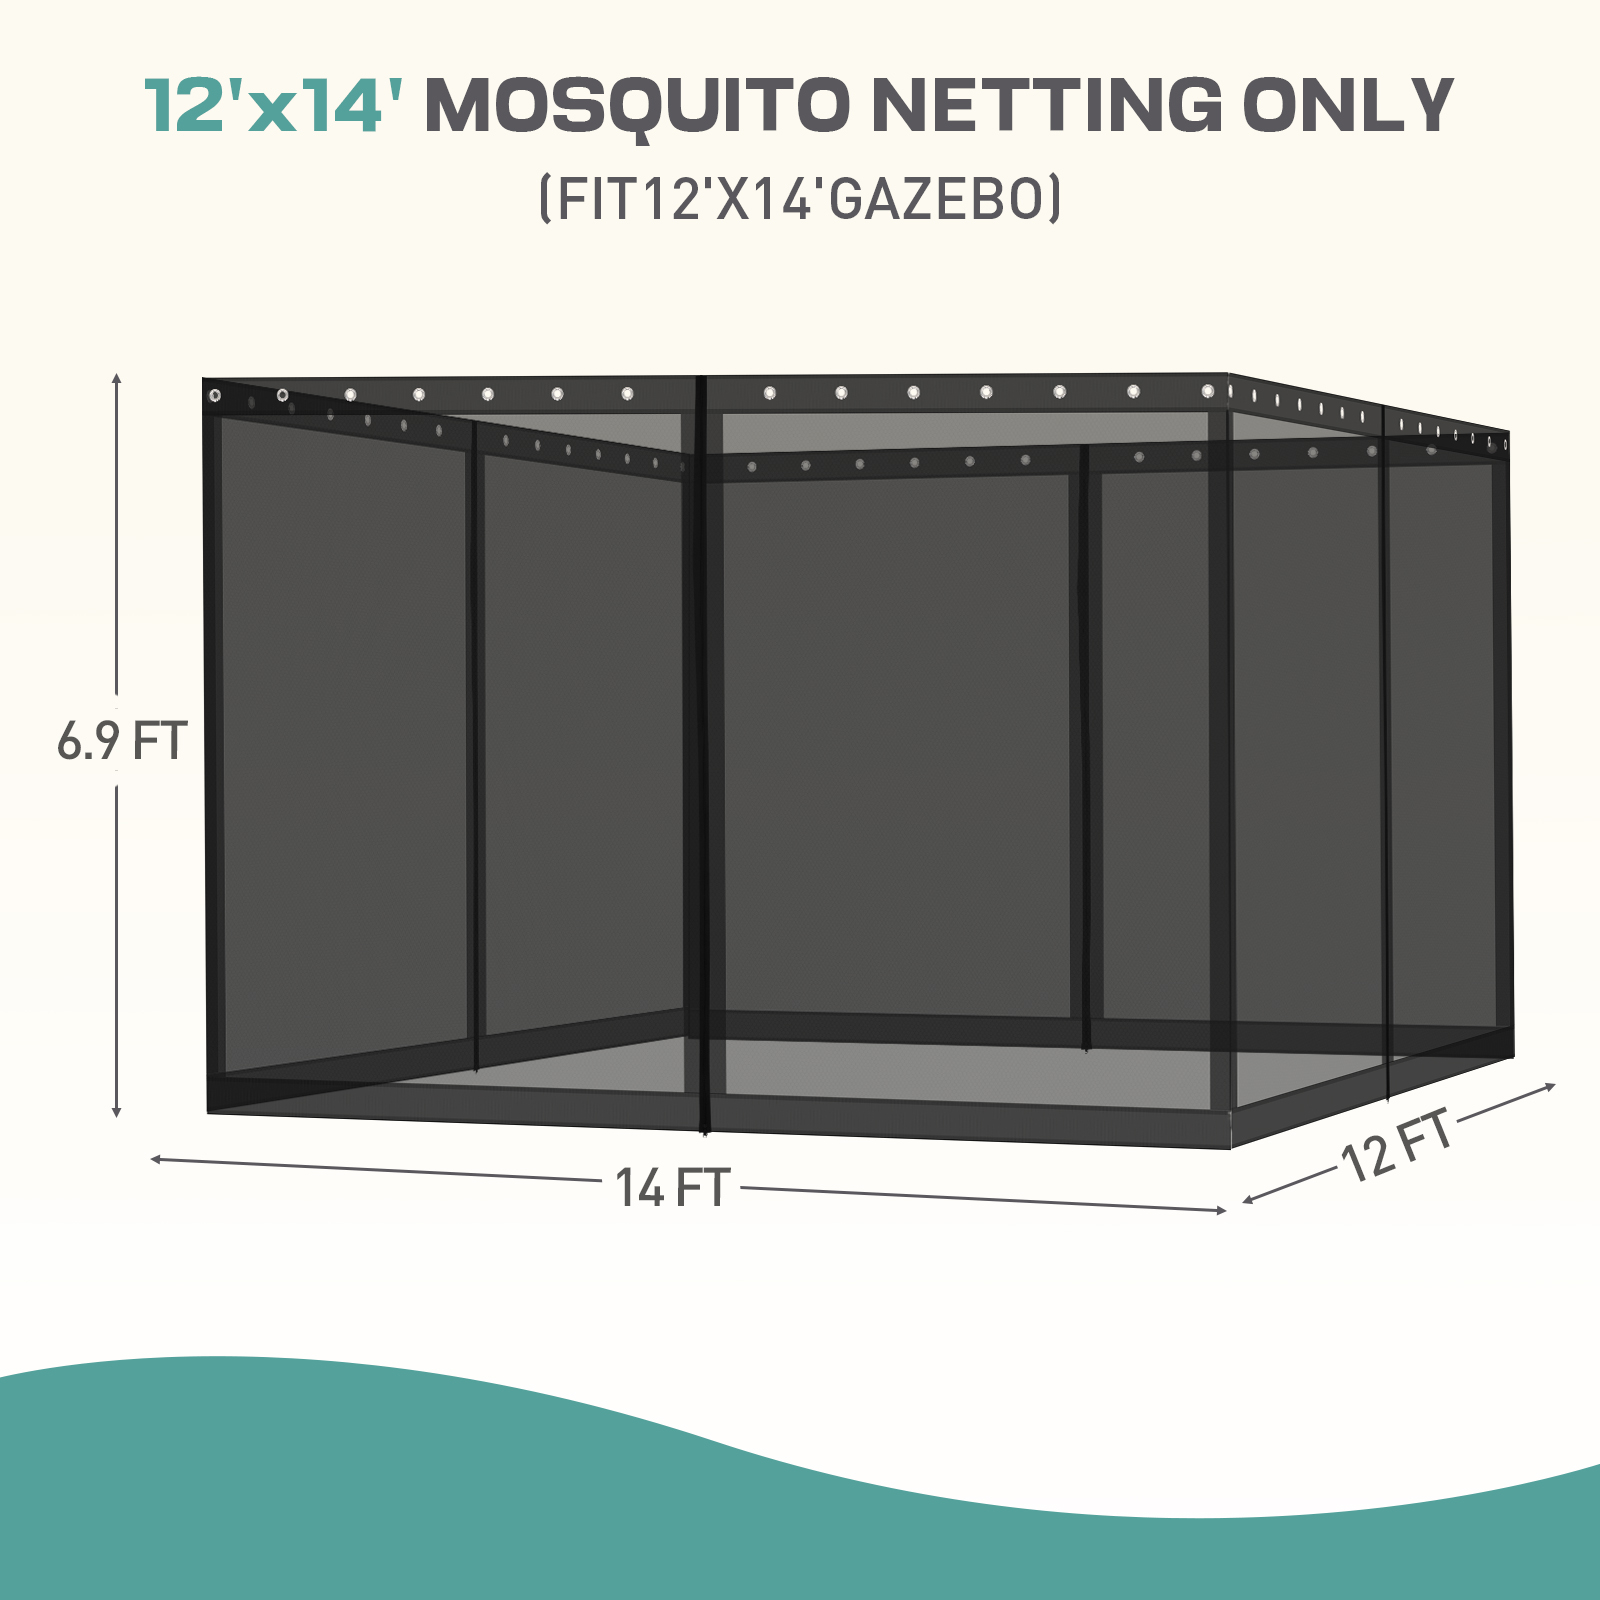 12'x14' MOSQUITO NETTING ONLY
(FIT12'X14'GAZEBO)
6.9 FT
14 FT
12 FT